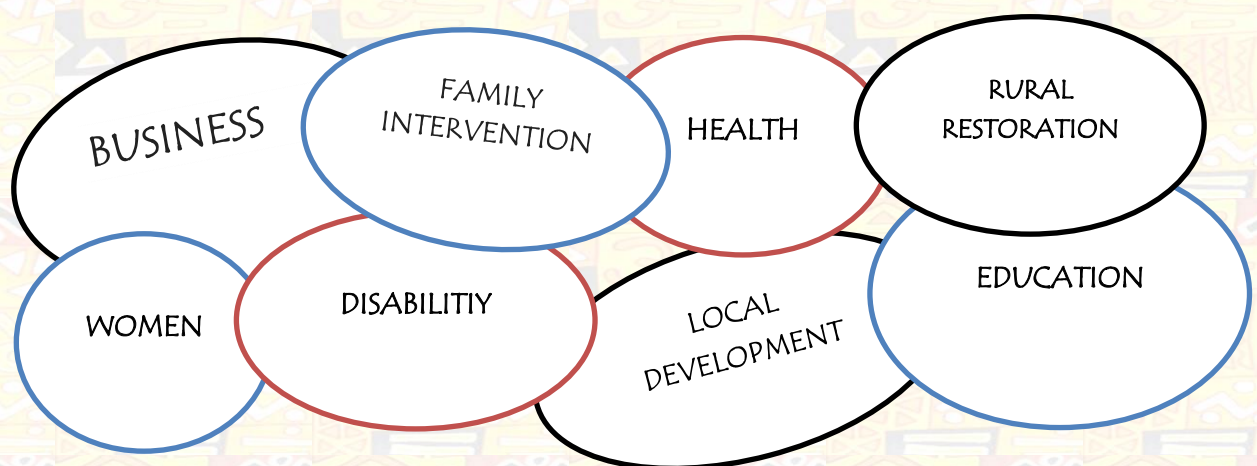 BUSINESS
FAMILY
INTERVENTION
HEALTH
RURAL
RESTORATION
WOMEN
DISABILITIY
LOCAL
DEVELOPMENT
EDUCATION